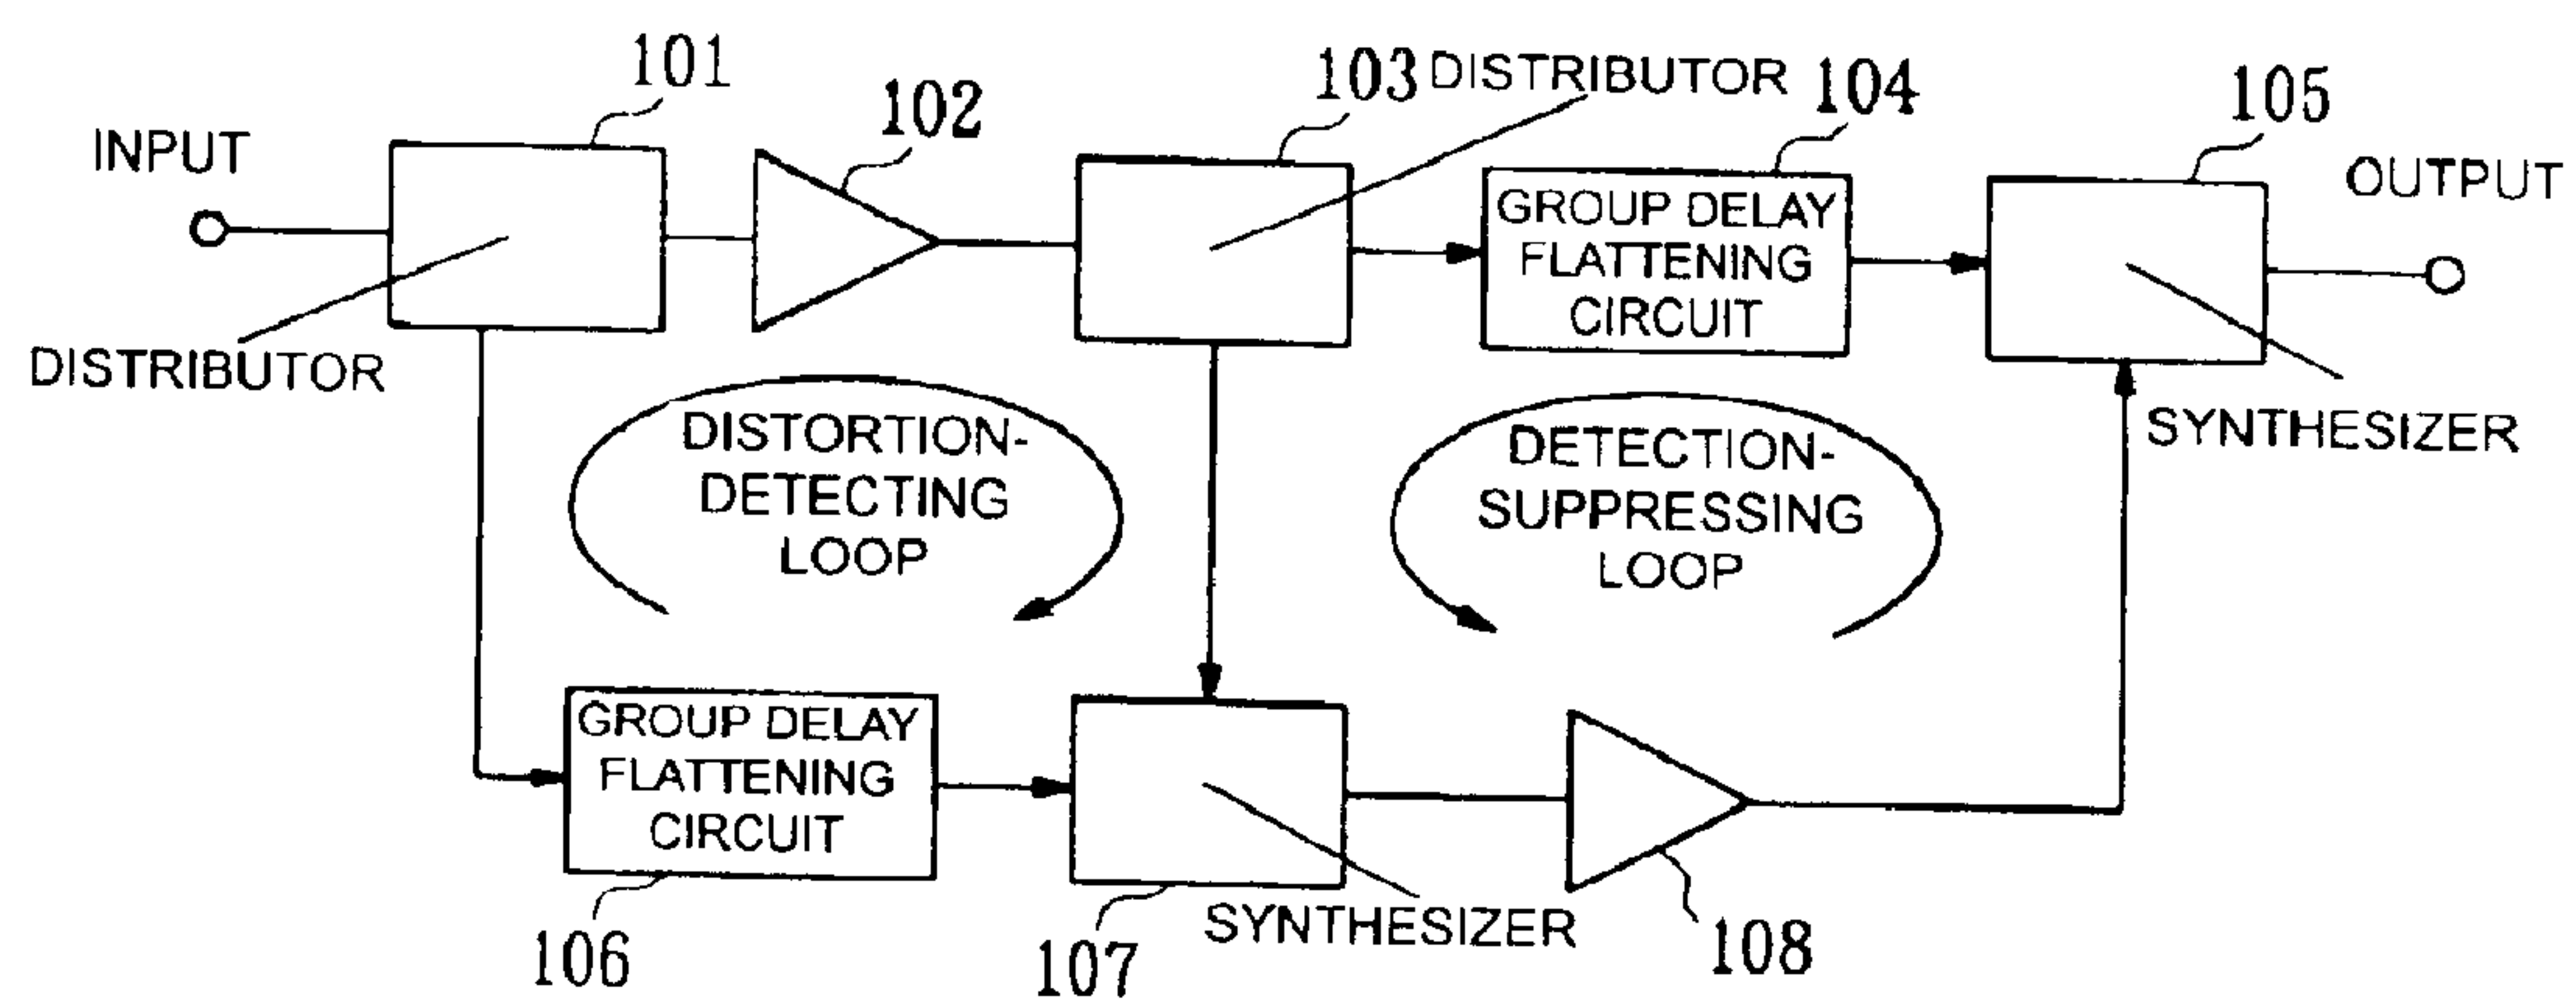 101
102
103
DISTRIBUTOR
104
105
INPUT
OUTPUT
GROUP DELAY
FLATTENING
CIRCUIT
DISTRIBUTOR
SYNTHESIZER
DISTORTION-
DETECTING
LOOP
DETECTION-
SUPPRESSING
LOOP
GROUP DELAY
FLATTENING
CIRCUIT
SYNTHESIZER
106
107
108